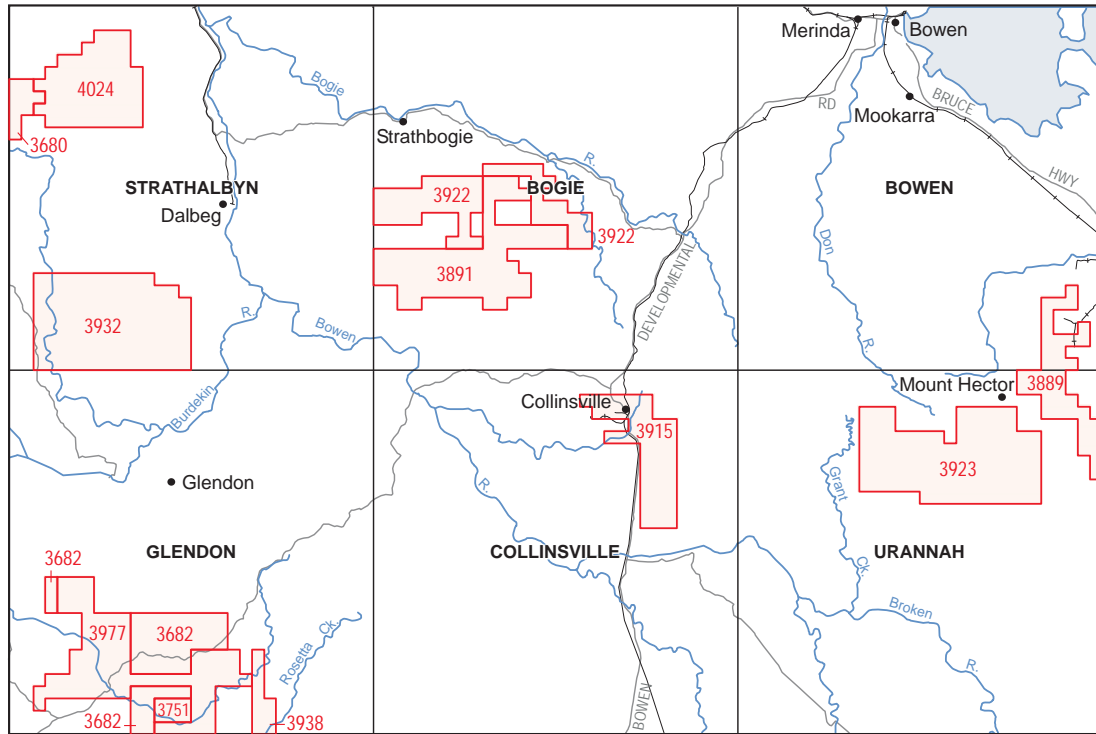 Merinda
Bowen
Bogie
4024
RD
BRUCE
Mookarra
Strathbogie
3680
R.
HWY
STRATHALBYN
3922
BOGIE
BOWEN
Dalbeg
3922
Don
3891
DEVELOPMENTAL
3932
R.
Bowen
R.
Mount Hector
3889
Collinsville
Burdekin
3915
3923
Glendon
R.
Grant
GLENDON
COLLINSVILLE
URANNAH
3682
Ck.
Broken
3977
3682
Rosetta Ck.
R.
BOWEN
3751
3682
3938